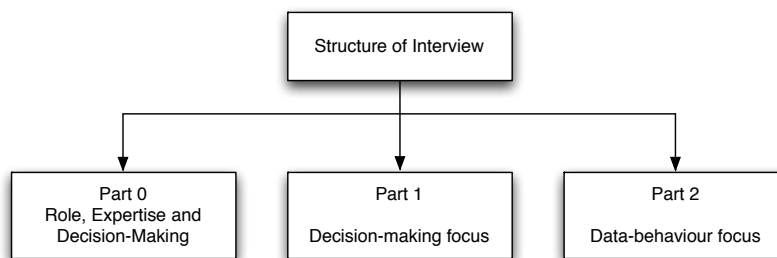 Structure of Interview
Part 0
Role, Expertise and
Decision-Making
Part 1
Decision-making focus
Part 2
Data-behaviour focus